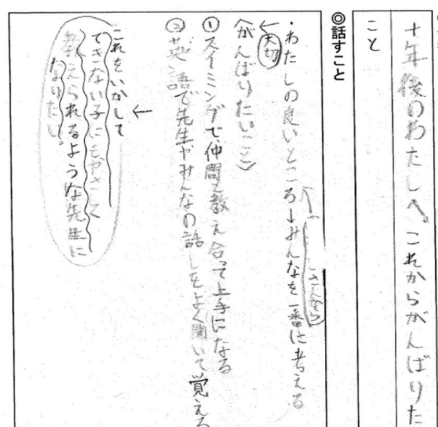 十年後のわたしへ。これからがんばりた
こと
◎話すこと
・わたしの良いところ→みんなを一番に考える
大切
〈がんばりたいこと〉
①スイミングで仲間と教え合って上手になる
②英語で先生やみんなの話しをよく聞いて覚える
これをいかして
できない子にもやさしく
教えられるような先生に
なりたい。